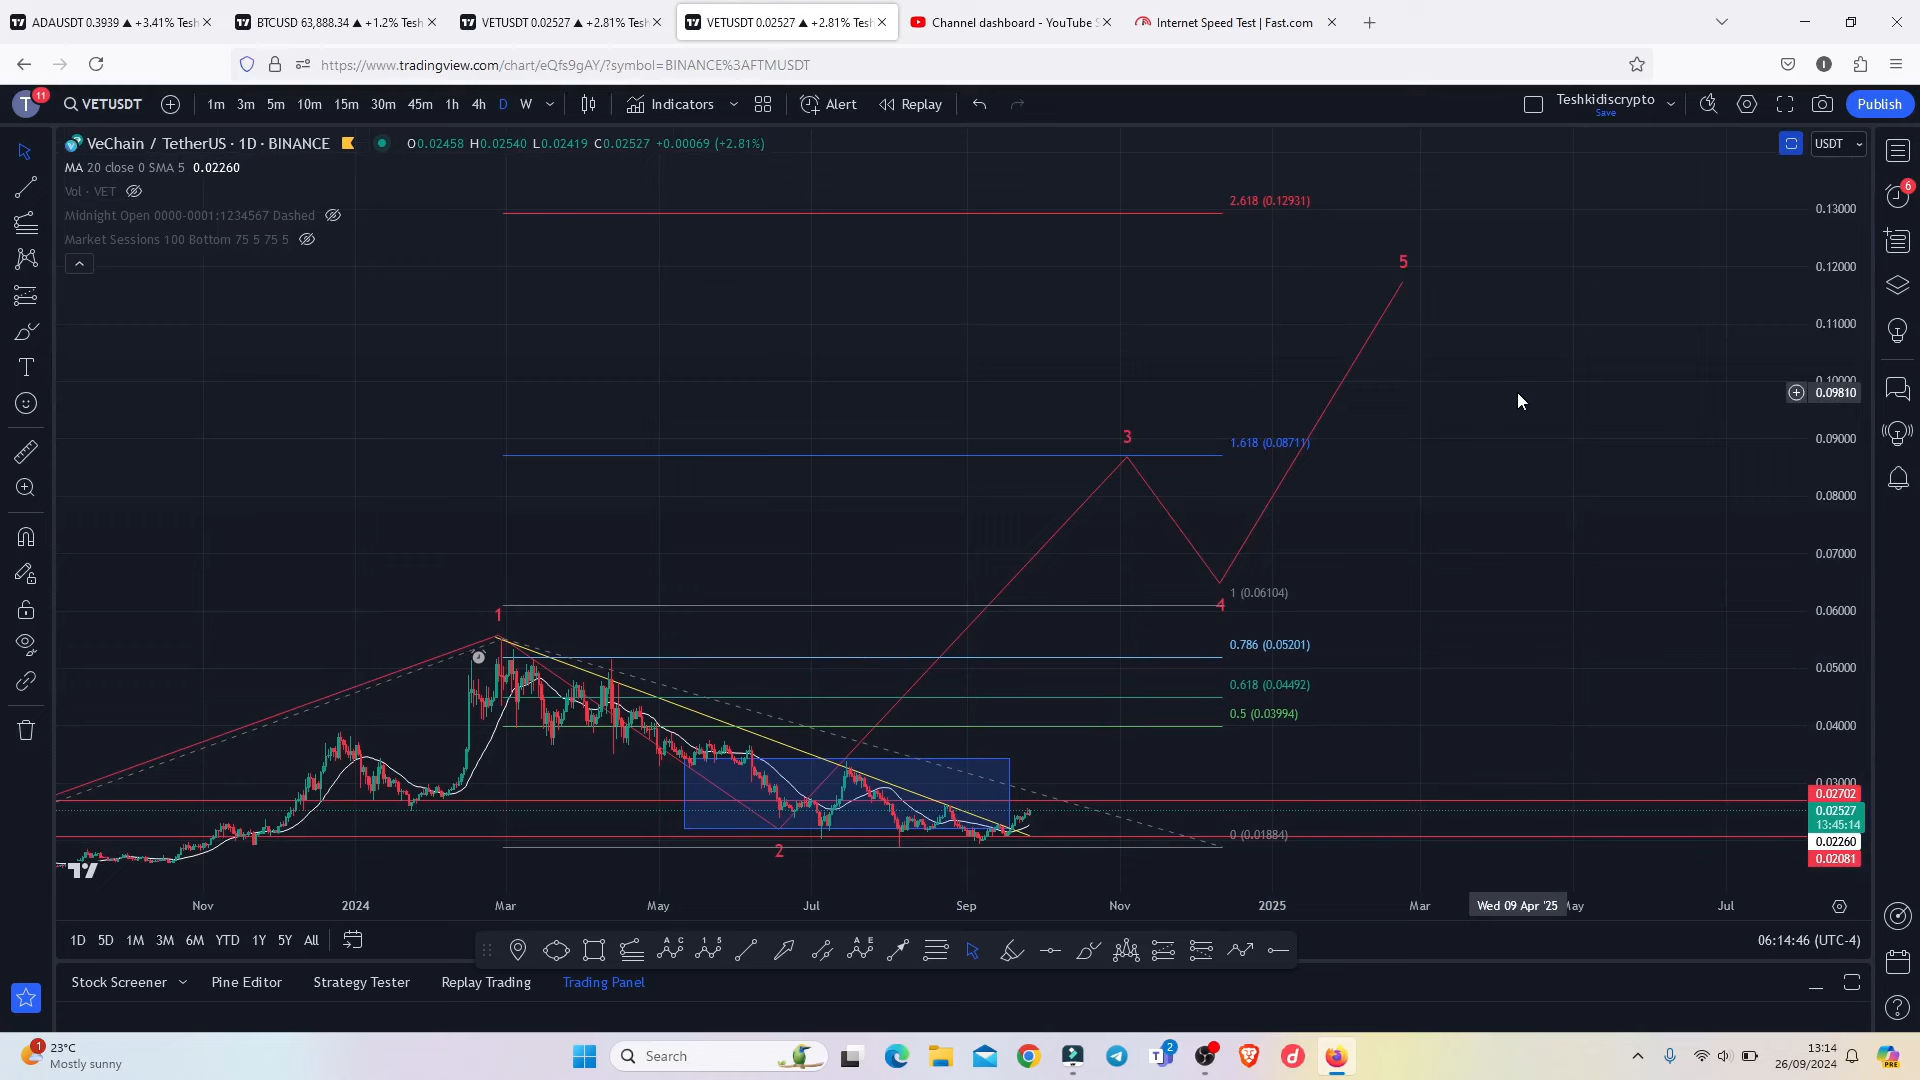 ADAUSDT 0.3939 ▲ +3.41% Tesh
BTCUSD 63,888.34 ▲ +1.2% Tesh
VETUSDT 0.02527 ▲ +2.81% Tesh
VETUSDT 0.02527 ▲ +2.81% Tesh
Channel dashboard - YouTube S
FAST Internet Speed Test | Fast.com
https://www.tradingview.com/chart/eQfs9gAY/?symbol=BINANCE%3AFTMUSDT
T
11
VETUSDT
1m 3m 5m 10m 15m 30m 45m 1h 4h D W
Indicators
Alert
Replay
Teshkidiscrypto
Save
Publish
VeChain / TetherUS · 1D · BINANCE
O0.02458 H0.02540 L0.02419 C0.02527 +0.00069 (+2.81%)
USDT
MA 20 close 0 SMA 5 0.02260
Vol · VET
Midnight Open 0000-0001:1234567 Dashed
Market Sessions 100 Bottom 75 5 75 5
6
2.618 (0.12931)
0.13000
5
0.12000
0.11000
0.10000
0.09810
3
1.618 (0.08711)
0.09000
0.08000
0.07000
1 (0.06104)
4
0.06000
1
0.786 (0.05201)
0.05000
0.618 (0.04492)
0.5 (0.03994)
0.04000
0.03000
0.02702
0.02527
13:45:14
0 (0.01884)
0.02260
2
0.02081
Nov 2024 Mar May Jul Sep Nov 2025 Mar Wed 09 Apr '25 May Jul
1D 5D 1M 3M 6M YTD 1Y 5Y All
06:14:46 (UTC-4)
Stock Screener
Pine Editor
Strategy Tester
Replay Trading
Trading Panel
1
23°C
Mostly sunny
Search
2
13:14
26/09/2024
PRE